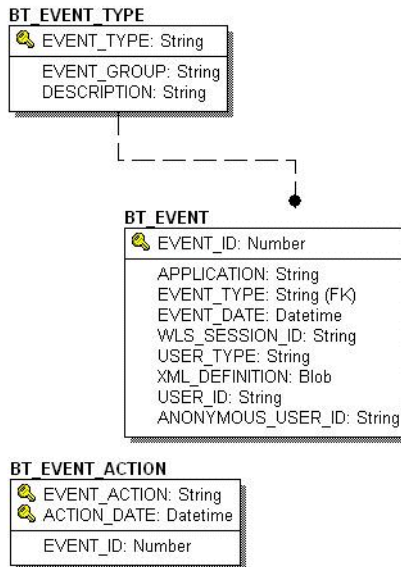 BT_EVENT_TYPE
EVENT_TYPE: String
EVENT_GROUP: String
DESCRIPTION: String
BT_EVENT
EVENT_ID: Number
APPLICATION: String
EVENT_TYPE: String (FK)
EVENT_DATE: Datetime
WLS_SESSION_ID: String
USER_TYPE: String
XML_DEFINITION: Blob
USER_ID: String
ANONYMOUS_USER_ID: String
BT_EVENT_ACTION
EVENT_ACTION: String
ACTION_DATE: Datetime
EVENT_ID: Number